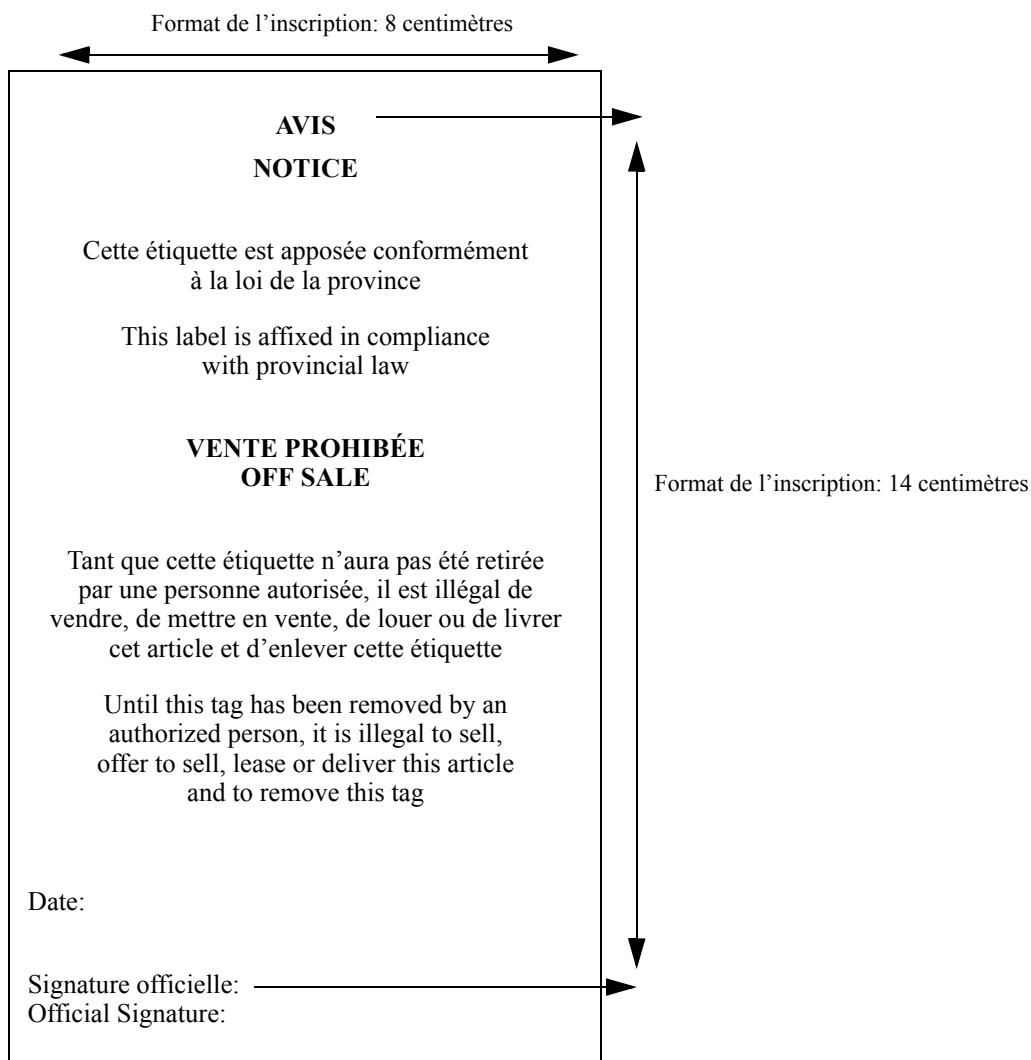 Format de l’inscription: 8 centimètres
AVIS
NOTICE
Cette étiquette est apposée conformément
à la loi de la province
This label is affixed in compliance
with provincial law
VENTE PROHIBÉE
OFF SALE
Format de l’inscription: 14 centimètres
Tant que cette étiquette n’aura pas été retirée
par une personne autorisée, il est illégal de
vendre, de mettre en vente, de louer ou de livrer
cet article et d’enlever cette étiquette
Until this tag has been removed by an
authorized person, it is illegal to sell,
offer to sell, lease or deliver this article
and to remove this tag
Date:
Signature officielle:
Official Signature: